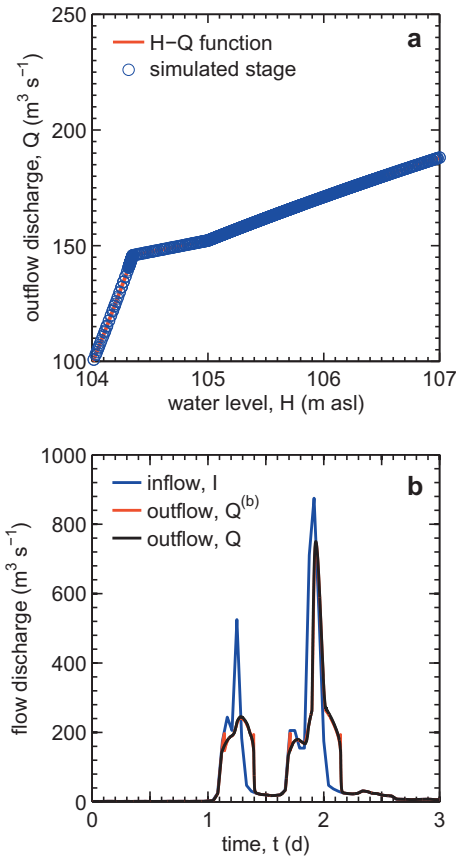 a
H−Q function
simulated stage
250
200
150
100
outflow discharge, Q (m³ s⁻¹)
104 105 106 107
water level, H (m asl)
b
inflow, I
outflow, Q⁽ᵇ⁾
outflow, Q
1000
800
600
400
200
0
flow discharge (m³ s⁻¹)
0 1 2 3
time, t (d)